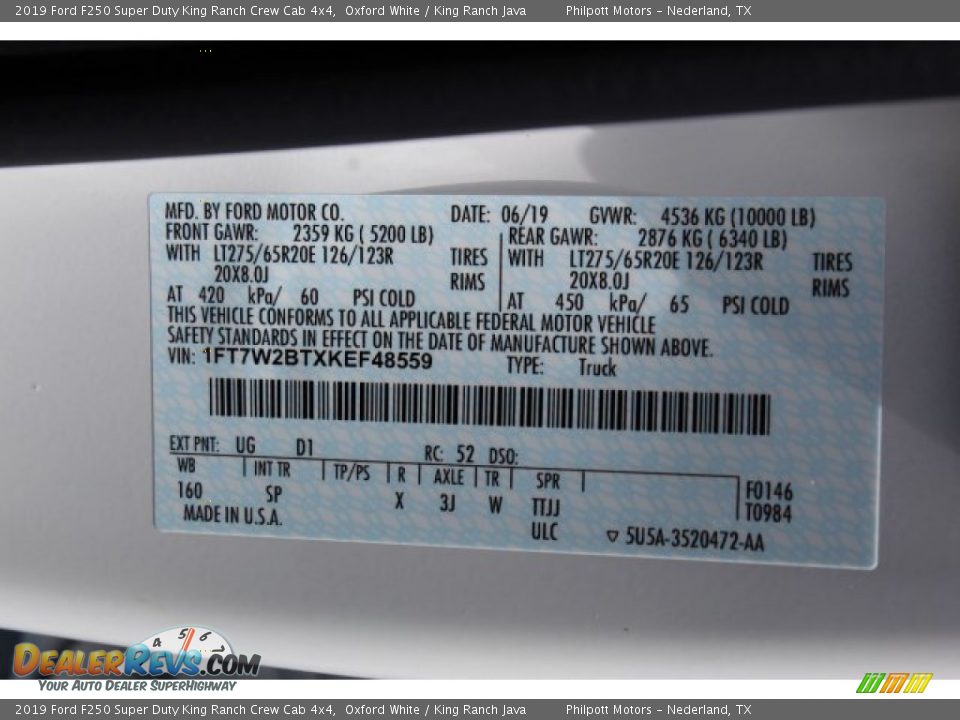 2019 Ford F250 Super Duty King Ranch Crew Cab 4x4, Oxford White / King Ranch Java Philpott Motors – Nederland, TX
MFD. BY FORD MOTOR CO. DATE: 06/19 GVWR: 4536 KG (10000 LB)
FRONT GAWR: 2359 KG ( 5200 LB) REAR GAWR: 2876 KG ( 6340 LB)
WITH LT275/65R20E 126/123R TIRES WITH LT275/65R20E 126/123R TIRES
20X8.0J RIMS 20X8.0J RIMS
AT 420 kPa/ 60 PSI COLD AT 450 kPa/ 65 PSI COLD
THIS VEHICLE CONFORMS TO ALL APPLICABLE FEDERAL MOTOR VEHICLE
SAFETY STANDARDS IN EFFECT ON THE DATE OF MANUFACTURE SHOWN ABOVE.
VIN: 1FT7W2BTXKEF48559 TYPE: Truck
EXT PNT: UG D1 RC: 52 DSO:
WB INT TR TP/PS R AXLE TR SPR
160 SP X 3J W TTJJ F0146
ULC T0984
MADE IN U.S.A. ▽ 5U5A-3520472-AA
4 5 6 7
DEALERREVS.COM
YOUR AUTO DEALER SUPERHIGHWAY
2019 Ford F250 Super Duty King Ranch Crew Cab 4x4, Oxford White / King Ranch Java Philpott Motors – Nederland, TX